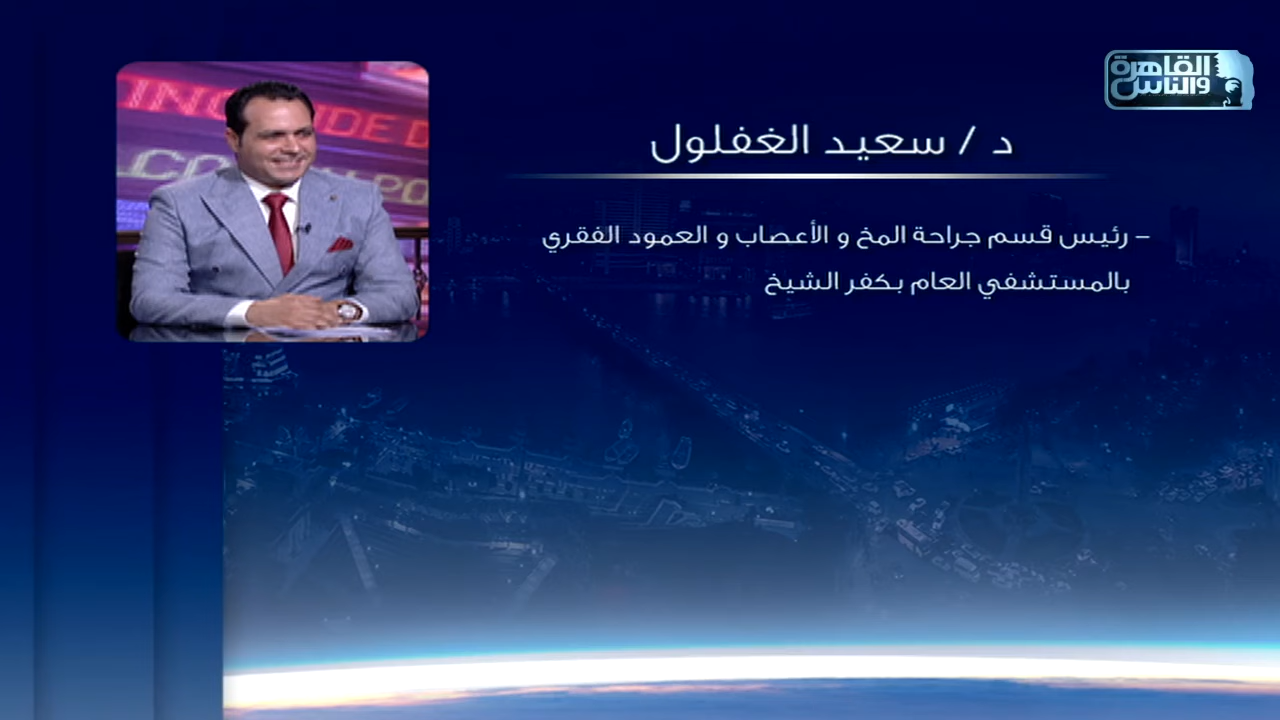 القاهرة
والناس
د / سعيد الغفلول
- رئيس قسم جراحة المخ و الأعصاب و العمود الفقري
بالمستشفي العام بكفر الشيخ